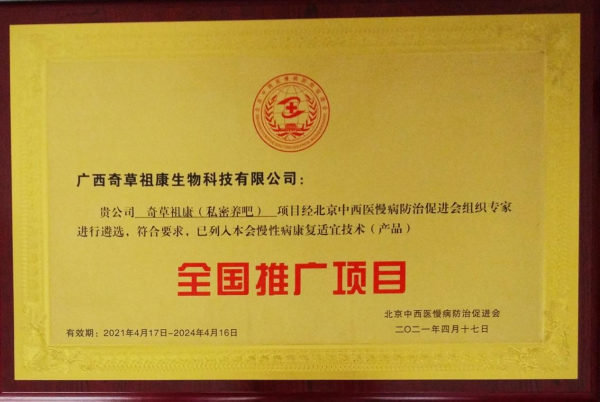 广西奇草祖康生物科技有限公司：
贵公司 奇草祖康（私密养吧） 项目经北京中西医慢病防治促进会组织专家
进行遴选，符合要求，已列入本会慢性病康复适宜技术（产品）
全国推广项目
北京中西医慢病防治促进会
有效期：2021年4月17日-2024年4月16日
二〇二一年四月十七日